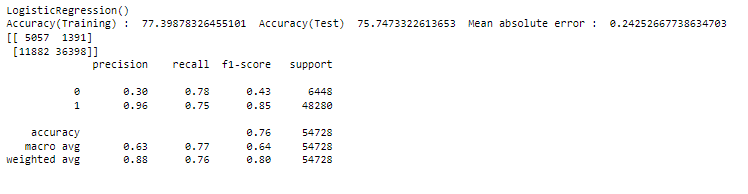 LogisticRegression()
Accuracy(Training) :  77.39878326455101  Accuracy(Test)  75.7473322613653  Mean absolute error :  0.24252667738634703
[[ 5057  1391]
 [11882 36398]]
              precision    recall  f1-score   support
           0       0.30      0.78      0.43      6448
           1       0.96      0.75      0.85     48280
    accuracy                           0.76     54728
   macro avg       0.63      0.77      0.64     54728
weighted avg       0.88      0.76      0.80     54728